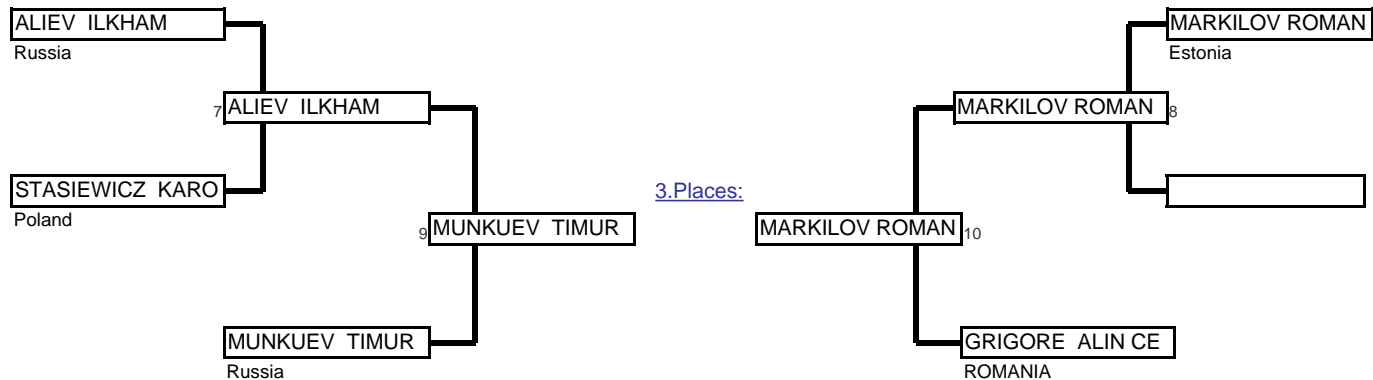 ALIEV ILKHAM
Russia
7 ALIEV ILKHAM
STASIEWICZ KARO
Poland
9 MUNKUEV TIMUR
MUNKUEV TIMUR
Russia
3.Places:
MARKILOV ROMAN
Estonia
MARKILOV ROMAN 8
MARKILOV ROMAN 10
GRIGORE ALIN CE
ROMANIA